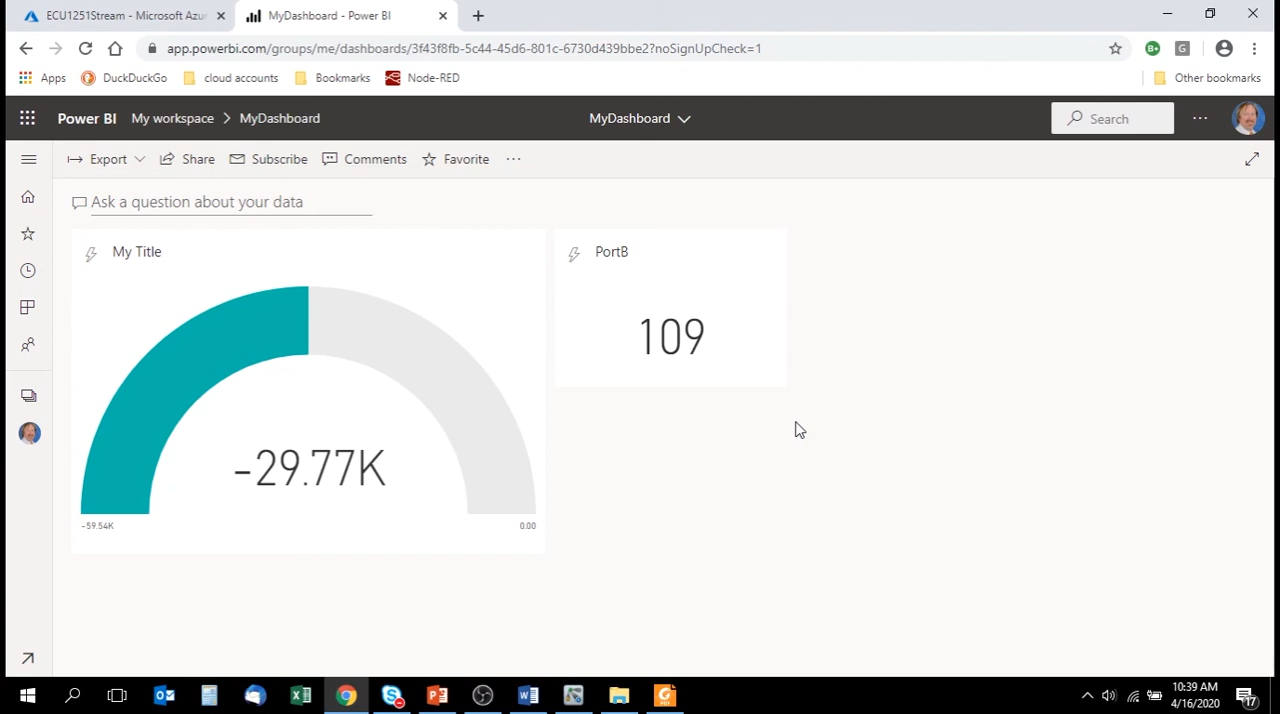 ECU1251Stream - Microsoft Azur
MyDashboard - Power BI
app.powerbi.com/groups/me/dashboards/3f43f8fb-5c44-45d6-801c-6730d439bbe2?noSignUpCheck=1
Apps
DuckDuckGo
cloud accounts
Bookmarks
Node-RED
Other bookmarks
Power BI
My workspace > MyDashboard
MyDashboard
Search
Export
Share
Subscribe
Comments
Favorite
Ask a question about your data
My Title
-29.77K
-59.54K
0.00
PortB
109
10:39 AM
4/16/2020
17